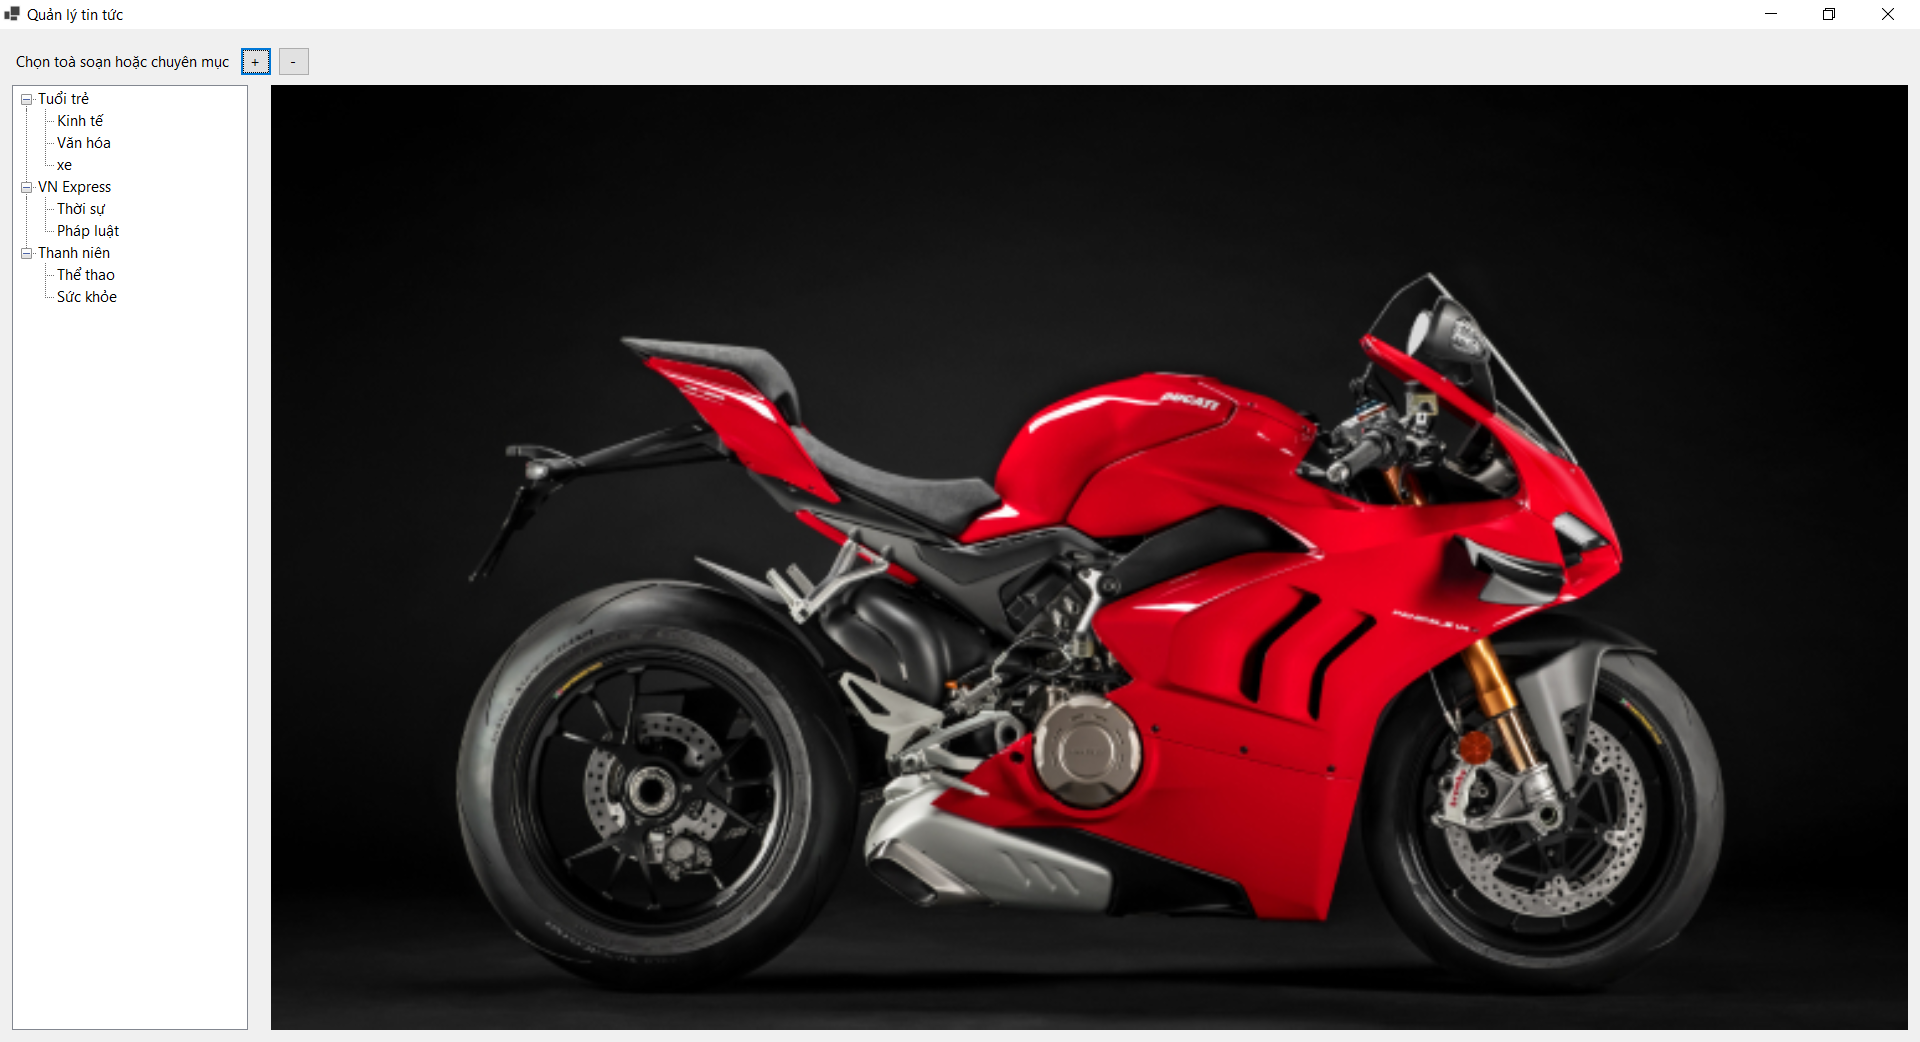 Quản lý tin tức
Chọn toà soạn hoặc chuyên mục + -
Tuổi trẻ
Kinh tế
Văn hóa
xe
VN Express
Thời sự
Pháp luật
Thanh niên
Thể thao
Sức khỏe
DUCATI